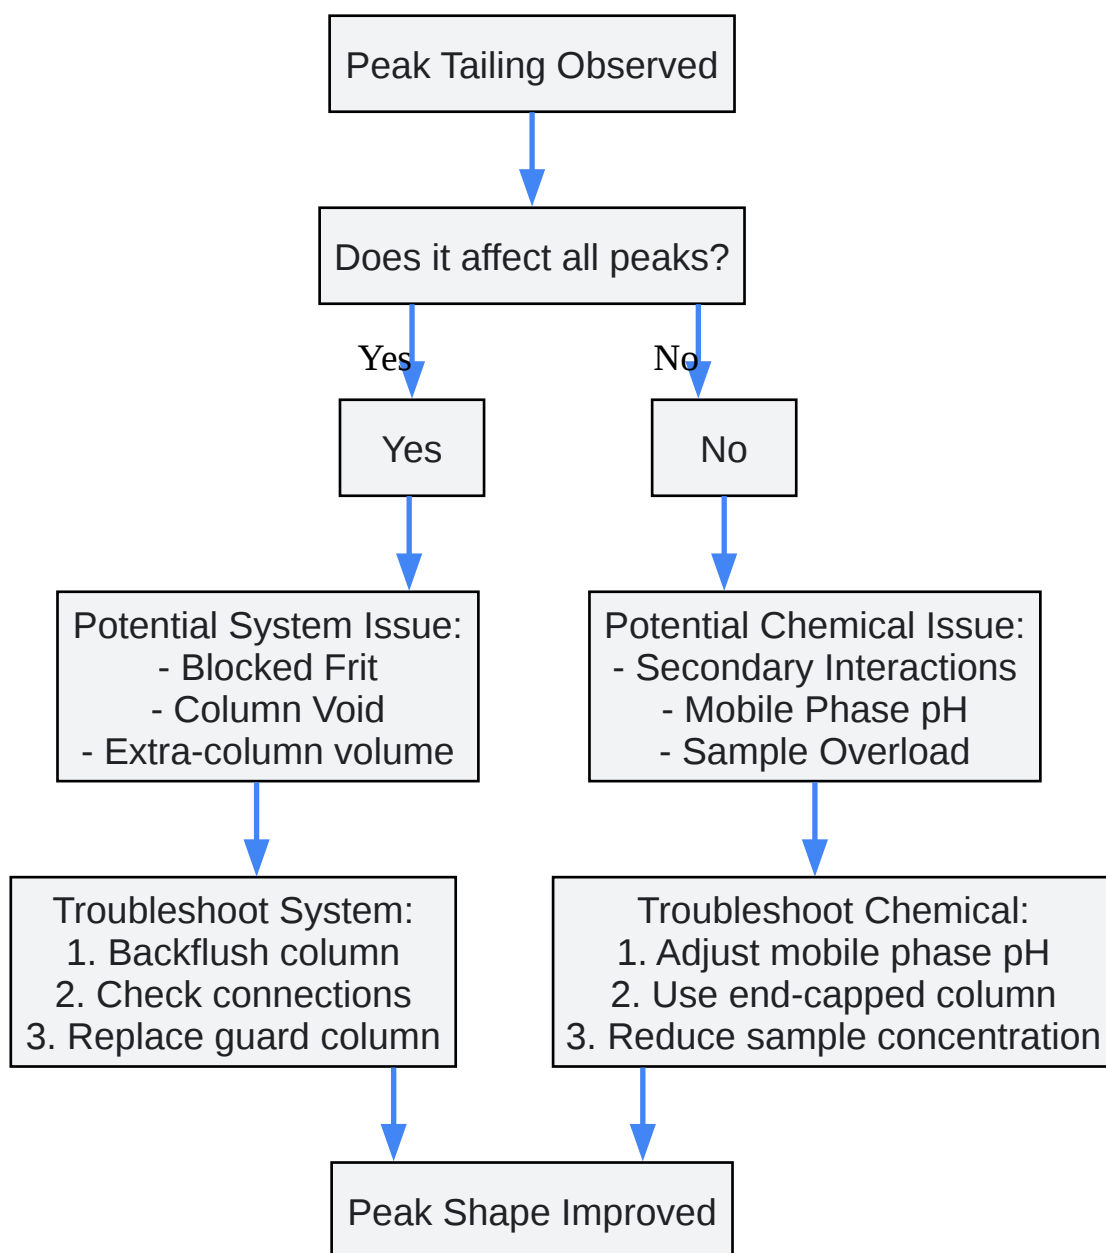 Peak Tailing Observed
Does it affect all peaks?
Yes
No
Yes
No
Potential System Issue:
- Blocked Frit
- Column Void
- Extra-column volume
Potential Chemical Issue:
- Secondary Interactions
- Mobile Phase pH
- Sample Overload
Troubleshoot System:
1. Backflush column
2. Check connections
3. Replace guard column
Troubleshoot Chemical:
1. Adjust mobile phase pH
2. Use end-capped column
3. Reduce sample concentration
Peak Shape Improved